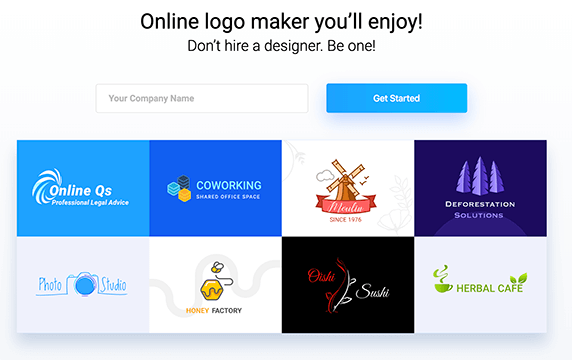 Online logo maker you'll enjoy!
Don't hire a designer. Be one!
Your Company Name
Get Started
Online Qs
Professional Legal Advice
COWORKING
SHARED OFFICE SPACE
Moulin
SINCE 1976
DEFORESTATION
SOLUTIONS
Photo Studio
HONEY FACTORY
Oishi
Sushi
HERBAL CAFE